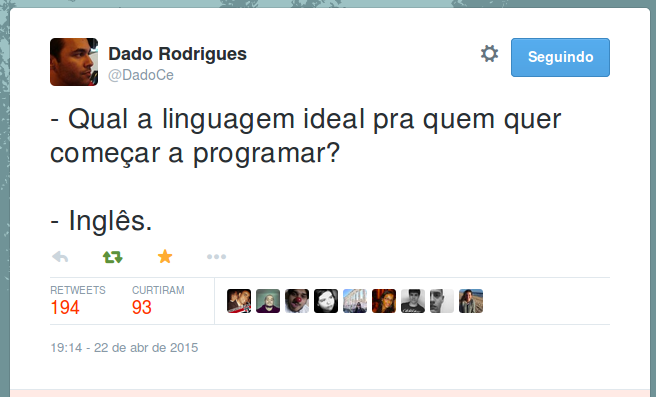 Dado Rodrigues
@DadoCe
Seguindo
- Qual a linguagem ideal pra quem quer
começar a programar?
- Inglês.
RETWEETS
194
CURTIRAM
93
19:14 - 22 de abr de 2015